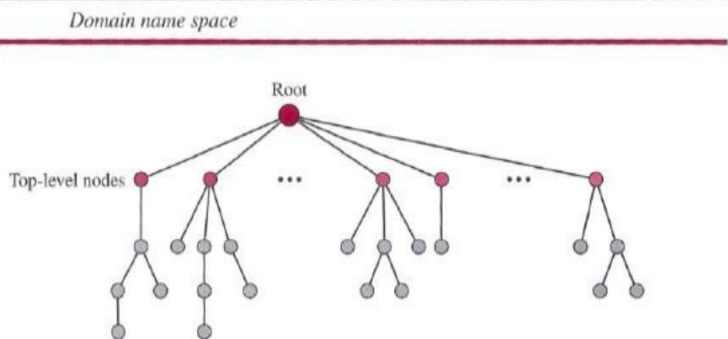 Domain name space
Root
Top-level nodes
... ...